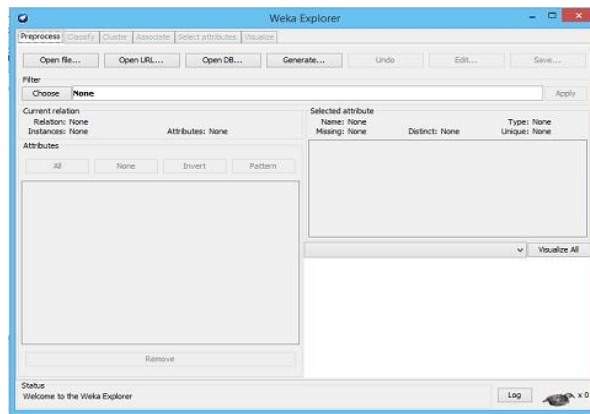 Weka Explorer
Preprocess Classify Cluster Associate Select attributes Visualize
Open file... Open URL... Open DB... Generate... Undo Edit... Save...
Filter
Choose None Apply
Current relation
Relation: None
Instances: None Attributes: None
Selected attribute
Name: None Type: None
Missing: None Distinct: None Unique: None
Attributes
All None Invert Pattern
Visualize All
Remove
Status
Welcome to the Weka Explorer
Log x 0